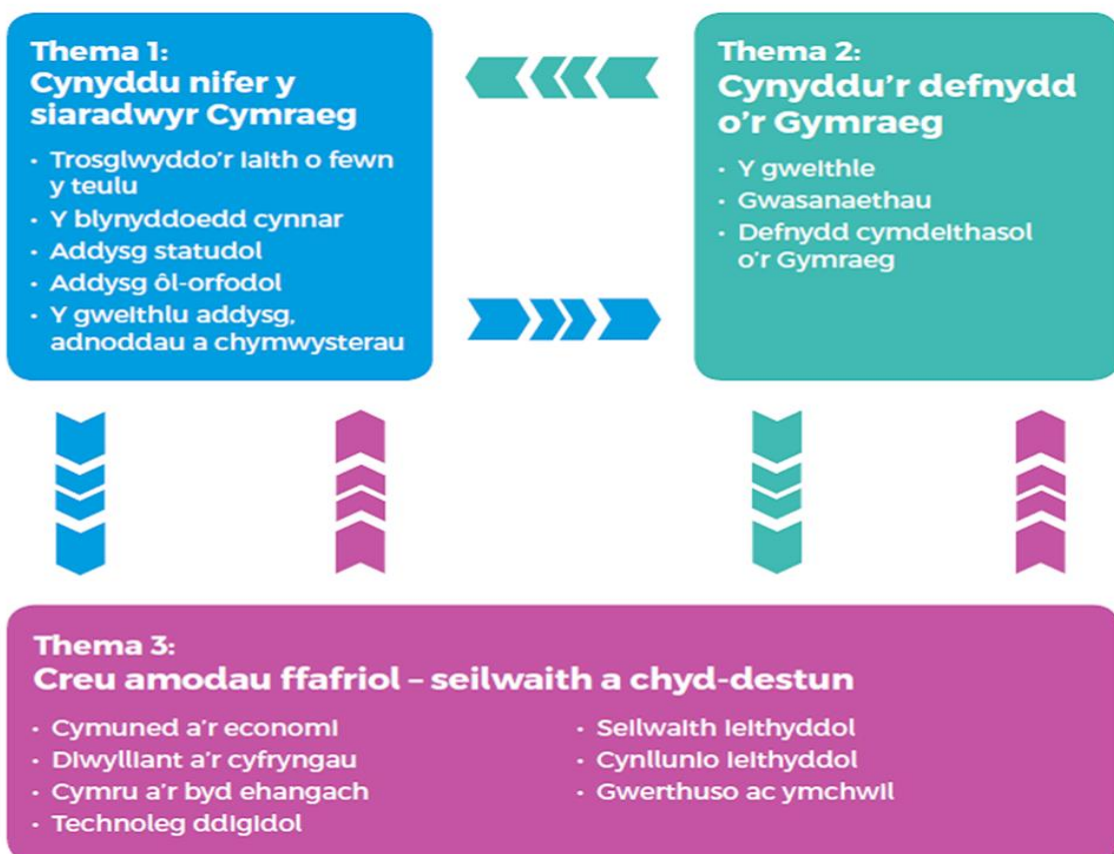 Thema 1:
Cynyddu nifer y
siaradwyr Cymraeg
• Trosglwyddo'r iaith o fewn
y teulu
• Y blynyddoedd cynnar
• Addysg statudol
• Addysg ôl-orfodol
• Y gweithlu addysg,
adnoddau a chymwysterau
Thema 2:
Cynyddu'r defnydd
o'r Gymraeg
• Y gweithle
• Gwasanaethau
• Defnydd cymdeithasol
o'r Gymraeg
Thema 3:
Creu amodau ffafriol – seilwaith a chyd-destun
• Cymuned a'r economi
• Diwylliant a'r cyfryngau
• Cymru a'r byd ehangach
• Technoleg ddigidol
• Seilwaith ieithyddol
• Cynllunio ieithyddol
• Gwerthuso ac ymchwil